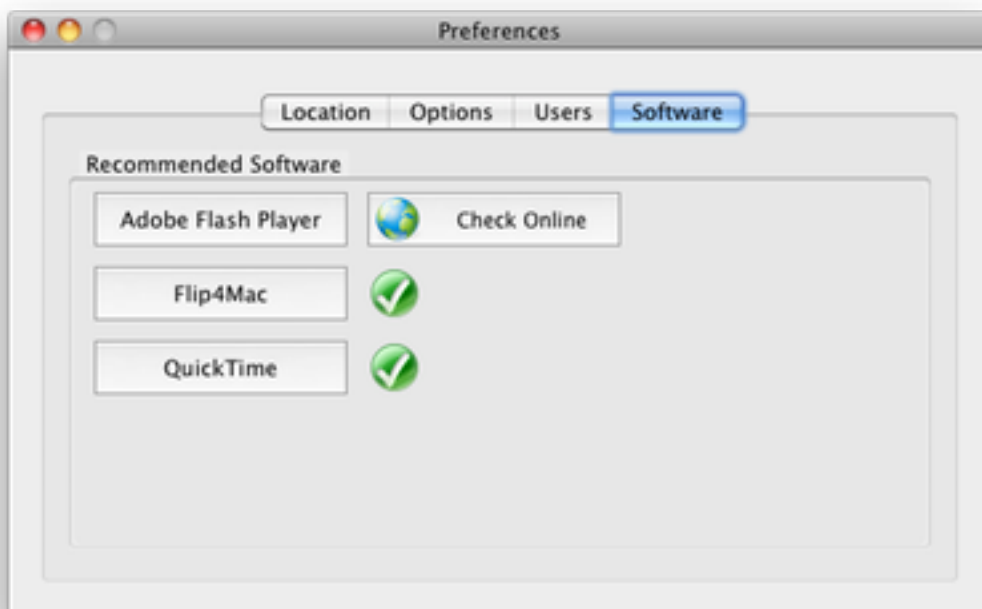 Preferences
Location Options Users Software
Recommended Software
Adobe Flash Player Check Online
Flip4Mac
QuickTime